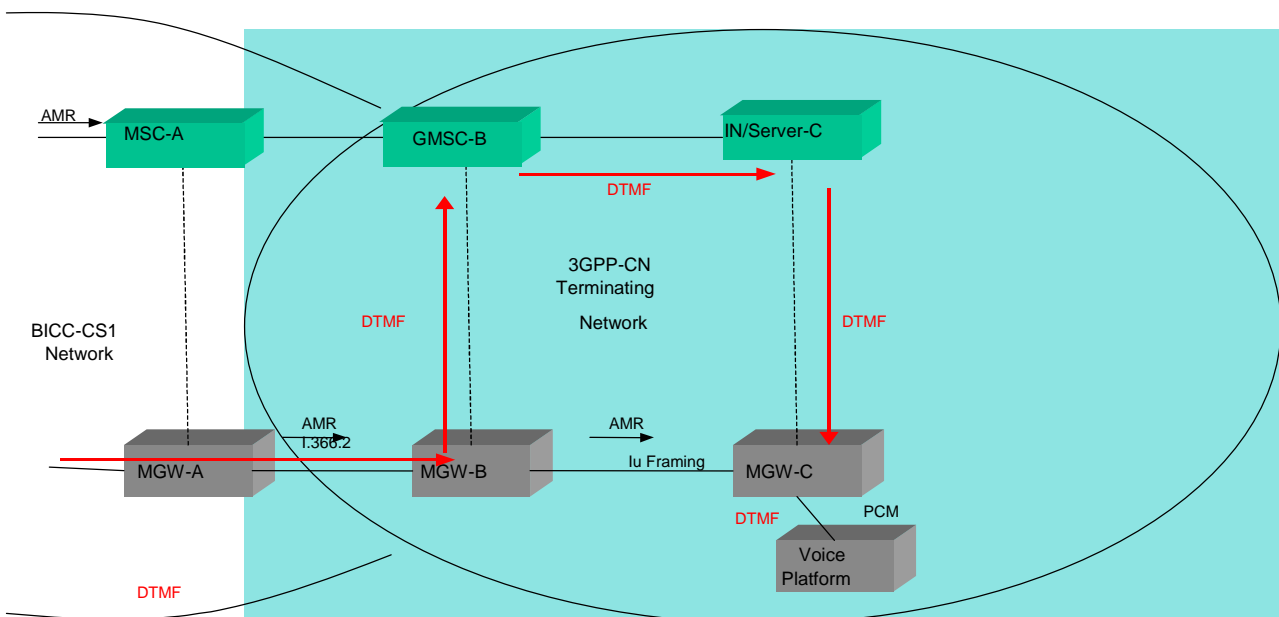 AMR
MSC-A
GMSC-B
IN/Server-C
DTMF
3GPP-CN
Terminating
Network
DTMF
DTMF
BICC-CS1
Network
AMR
I.366.2
AMR
Iu Framing
MGW-A
MGW-B
MGW-C
DTMF
PCM
Voice
Platform
DTMF